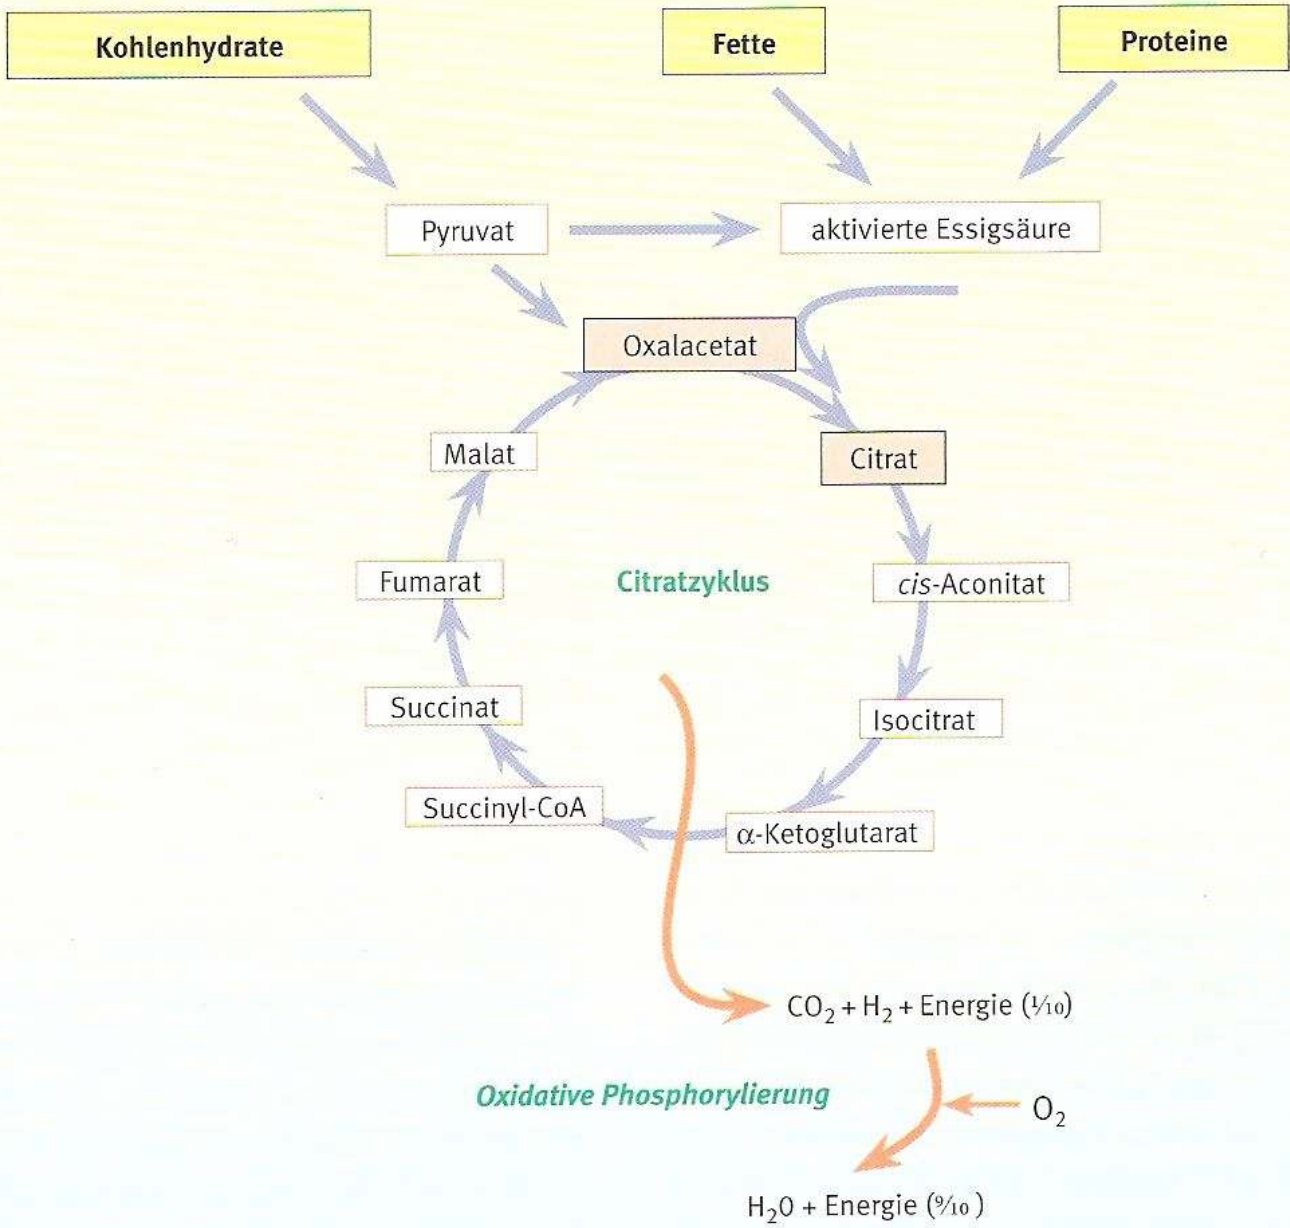 Kohlenhydrate
Fette
Proteine
Pyruvat
aktivierte Essigsäure
Oxalacetat
Malat
Citrat
Fumarat
Citratzyklus
cis-Aconitat
Succinat
Isocitrat
Succinyl-CoA
α-Ketoglutarat
CO₂ + H₂ + Energie (1/10)
Oxidative Phosphorylierung
O₂
H₂O + Energie (9/10)